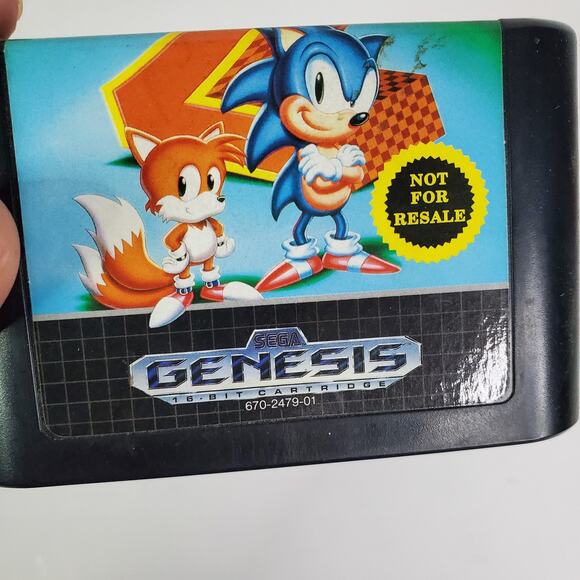 NOT
FOR
RESALE
SEGA
GENESIS
16-BIT CARTRIDGE
670-2479-01